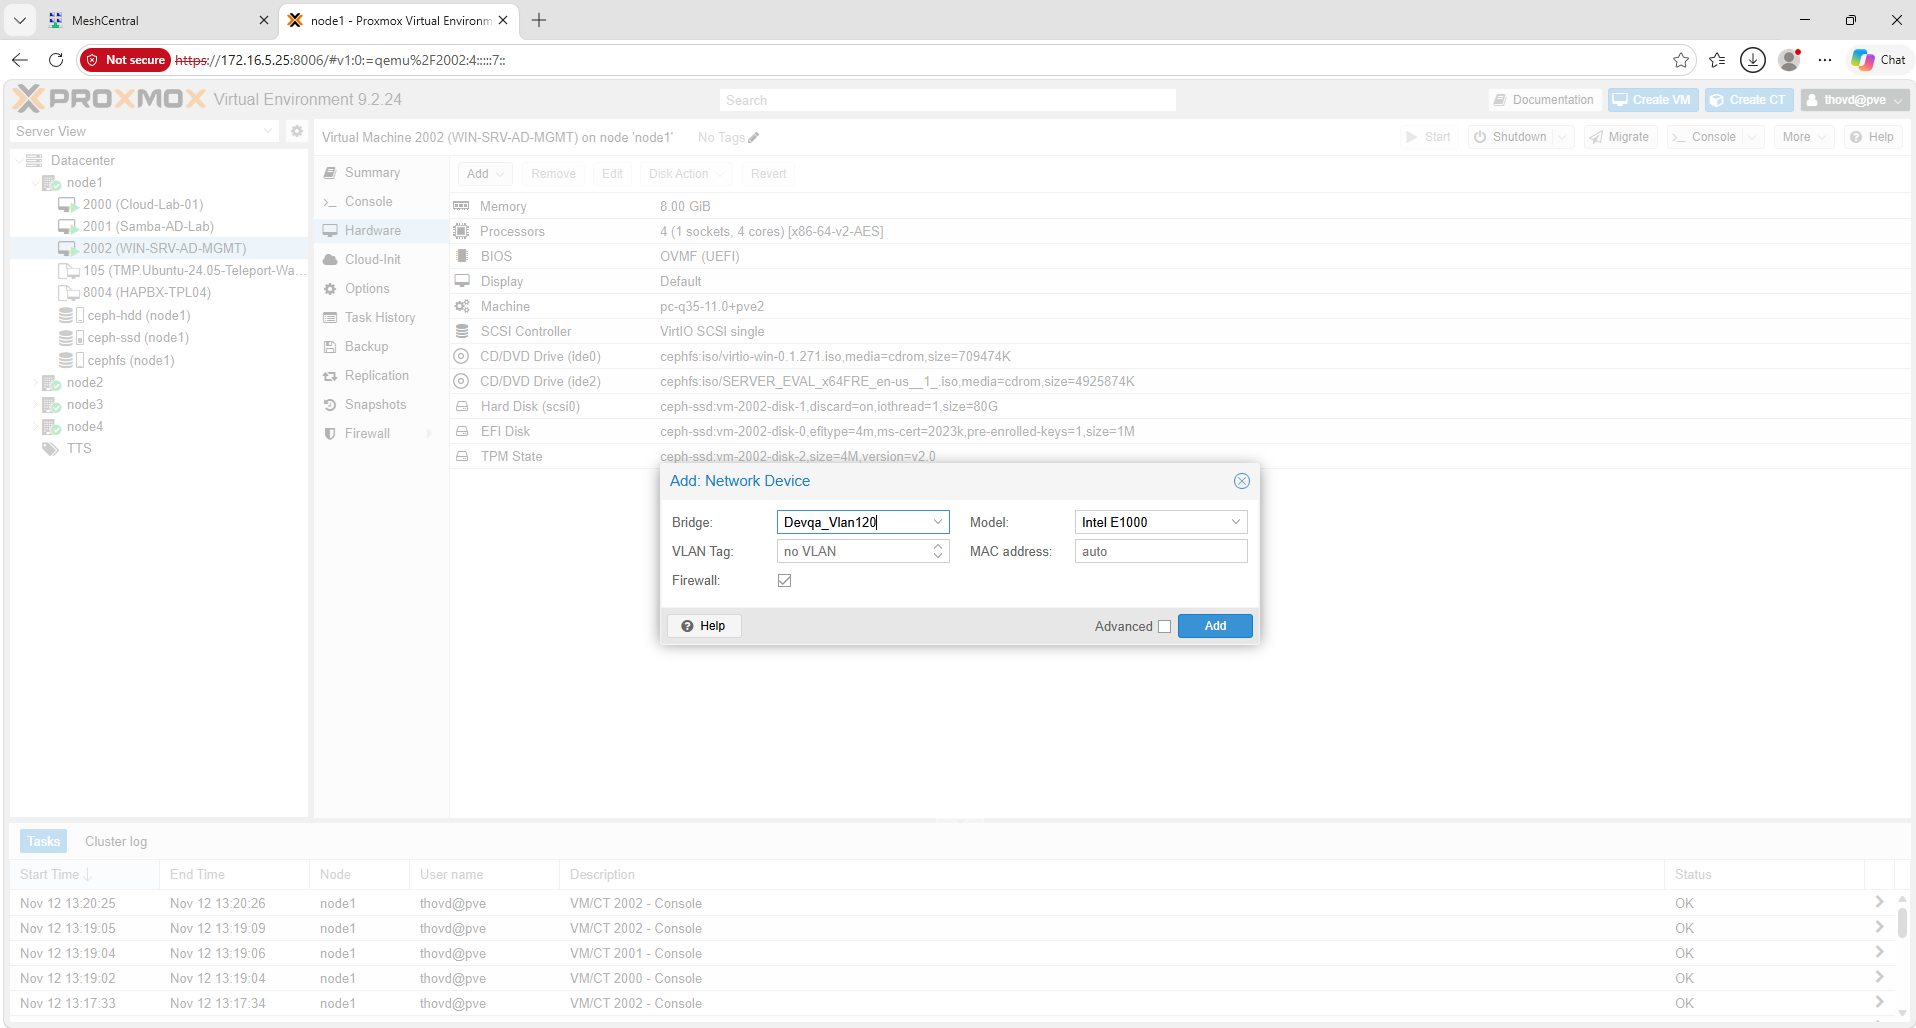 MeshCentral
node1 - Proxmox Virtual Environm
Not secure https://172.16.5.25:8006/#v1:0:=qemu%2F2002:4:::::7::
Chat
PROXMOX Virtual Environment 9.2.24
Search
Documentation Create VM Create CT thovd@pve
Server View
Virtual Machine 2002 (WIN-SRV-AD-MGMT) on node 'node1' No Tags
Start Shutdown Migrate >_ Console More Help
Datacenter
node1
2000 (Cloud-Lab-01)
2001 (Samba-AD-Lab)
2002 (WIN-SRV-AD-MGMT)
105 (TMP.Ubuntu-24.05-Teleport-Wa...
8004 (HAPBX-TPL04)
ceph-hdd (node1)
ceph-ssd (node1)
cephfs (node1)
node2
node3
node4
TTS
Summary
>_ Console
Hardware
Cloud-Init
Options
Task History
Backup
Replication
Snapshots
Firewall
Add Remove Edit Disk Action Revert
Memory 8.00 GiB
Processors 4 (1 sockets, 4 cores) [x86-64-v2-AES]
BIOS OVMF (UEFI)
Display Default
Machine pc-q35-11.0+pve2
SCSI Controller VirtIO SCSI single
CD/DVD Drive (ide0) cephfs:iso/virtio-win-0.1.271.iso,media=cdrom,size=709474K
CD/DVD Drive (ide2) cephfs:iso/SERVER_EVAL_x64FRE_en-us__1_.iso,media=cdrom,size=4925874K
Hard Disk (scsi0) ceph-ssd:vm-2002-disk-1,discard=on,iothread=1,size=80G
EFI Disk ceph-ssd:vm-2002-disk-0,efitype=4m,ms-cert=2023k,pre-enrolled-keys=1,size=1M
TPM State ceph-ssd:vm-2002-disk-2,size=4M,version=v2.0
Add: Network Device
Bridge: Devqa_Vlan120 Model: Intel E1000
VLAN Tag: no VLAN MAC address: auto
Firewall:
Help Advanced Add
Tasks Cluster log
Start Time End Time Node User name Description Status
Nov 12 13:20:25 Nov 12 13:20:26 node1 thovd@pve VM/CT 2002 - Console OK
Nov 12 13:19:05 Nov 12 13:19:09 node1 thovd@pve VM/CT 2002 - Console OK
Nov 12 13:19:04 Nov 12 13:19:06 node1 thovd@pve VM/CT 2001 - Console OK
Nov 12 13:19:02 Nov 12 13:19:04 node1 thovd@pve VM/CT 2000 - Console OK
Nov 12 13:17:33 Nov 12 13:17:34 node1 thovd@pve VM/CT 2002 - Console OK